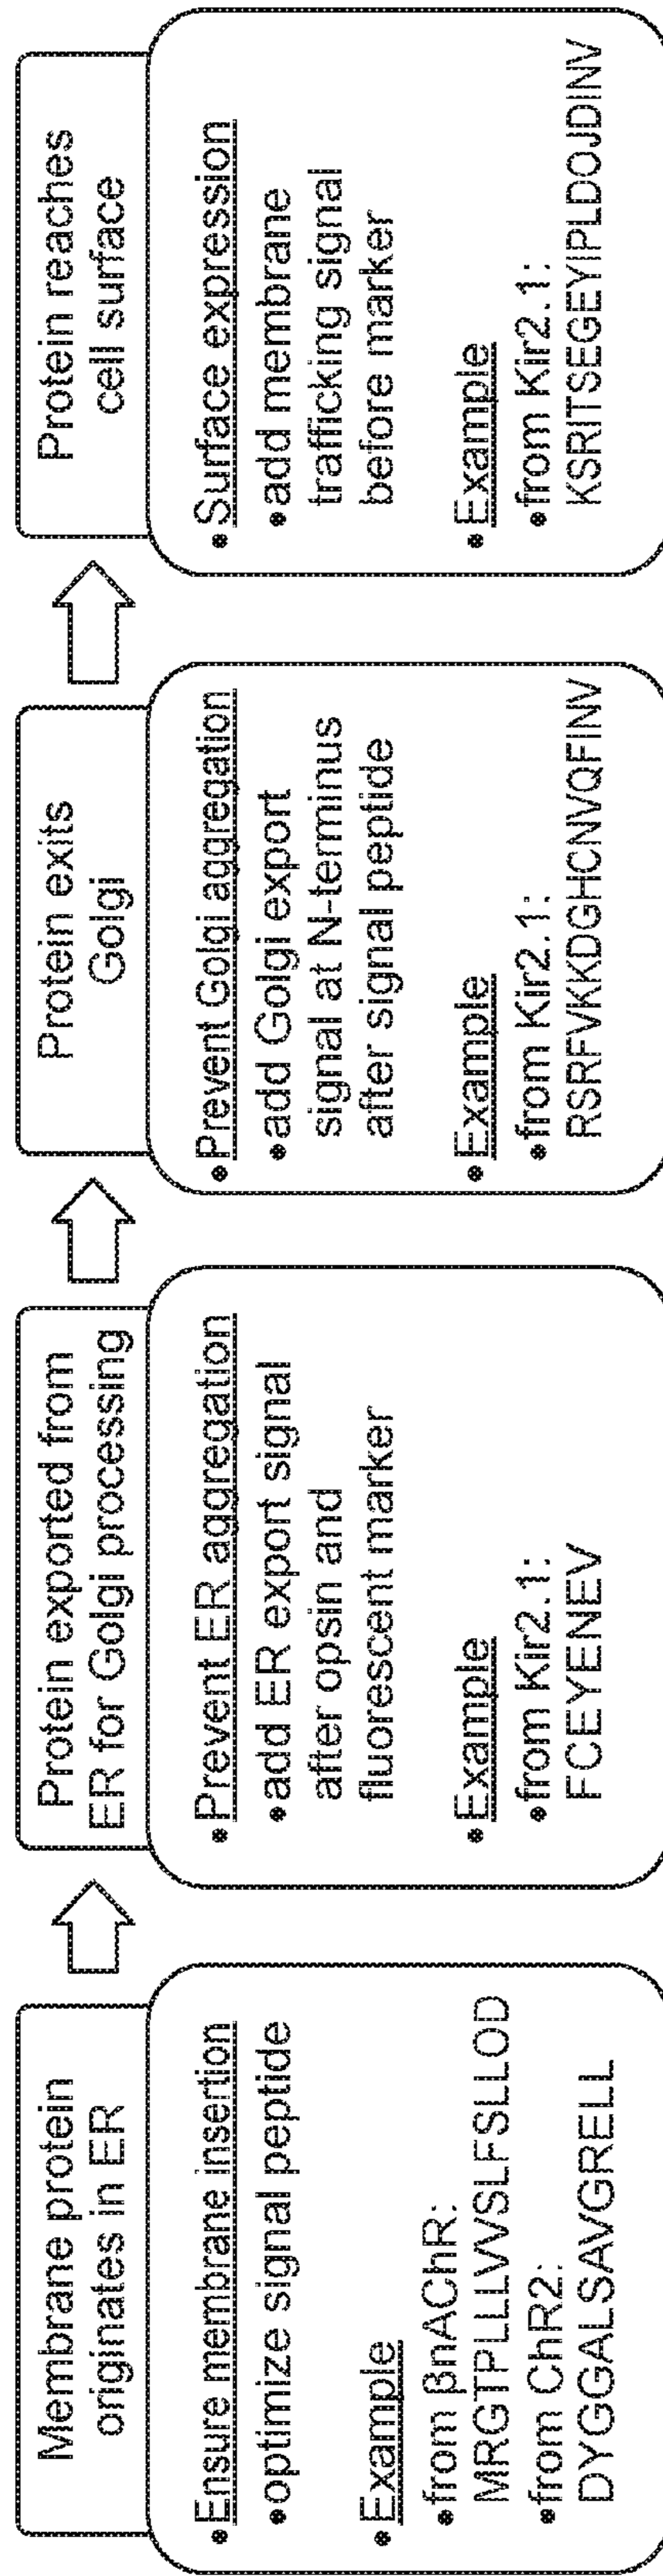 Membrane protein
originates in ER
• Ensure membrane insertion
• optimize signal peptide
• Example
• from βnAChR:
MRGTPLLLVVSLFSLLOD
• from ChR2:
DYGGALSAVGRELL
Protein exported from
ER for Golgi processing
• Prevent ER aggregation
• add ER export signal
after opsin and
fluorescent marker
• Example
• from Kir2.1:
FCEYENEV
Protein exits
Golgi
• Prevent Golgi aggregation
• add Golgi export
signal at N-terminus
after signal peptide
• Example
• from Kir2.1:
RSRFVKKDGHCNVQFINV
Protein reaches
cell surface
• Surface expression
• add membrane
trafficking signal
before marker
• Example
• from Kir2.1:
KSRITSEGEYIPLDOJDINV